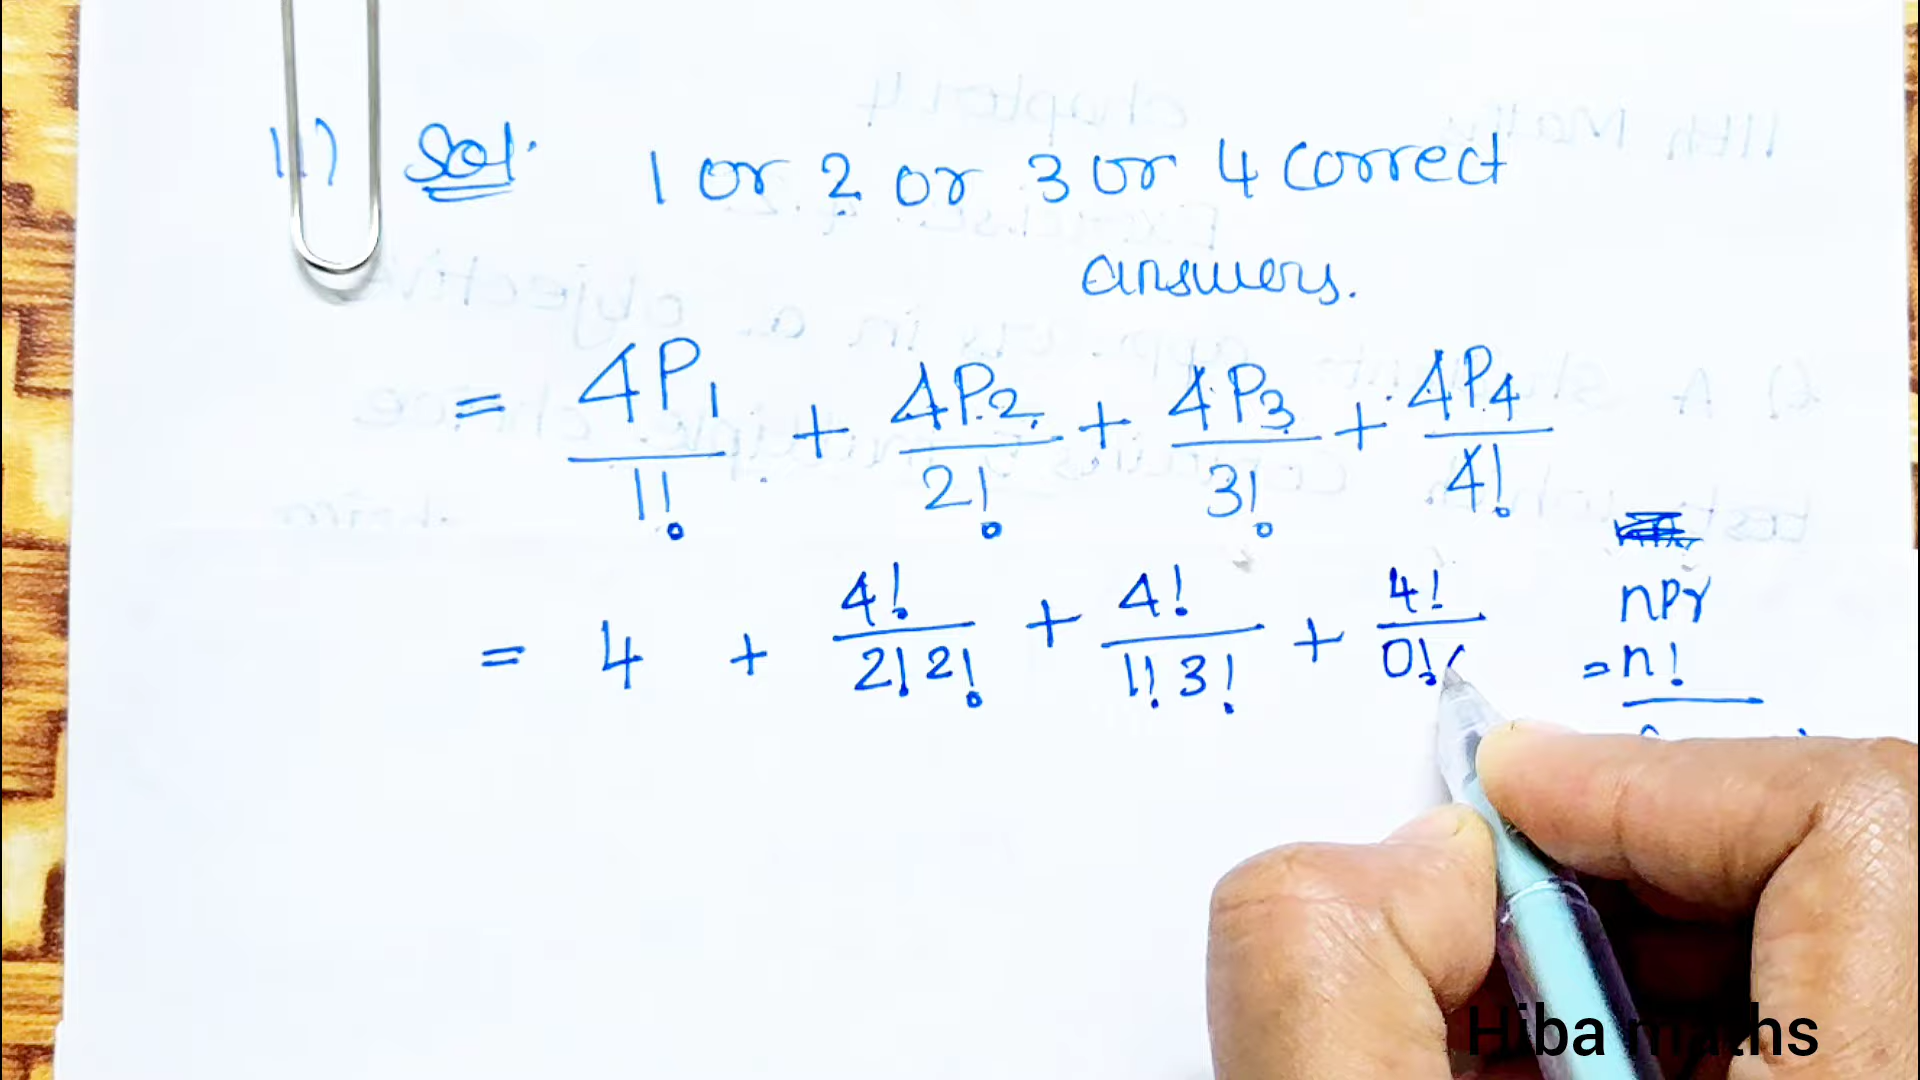 11) Sol.
1 or 2 or 3 or 4 correct
answers.
= 4P₁/1! + 4P₂/2! + 4P₃/3! + 4P₄/4!
= 4 + 4!/2!2! + 4!/1!3! + 4!/0!
nPr
= n!
Hiba maths